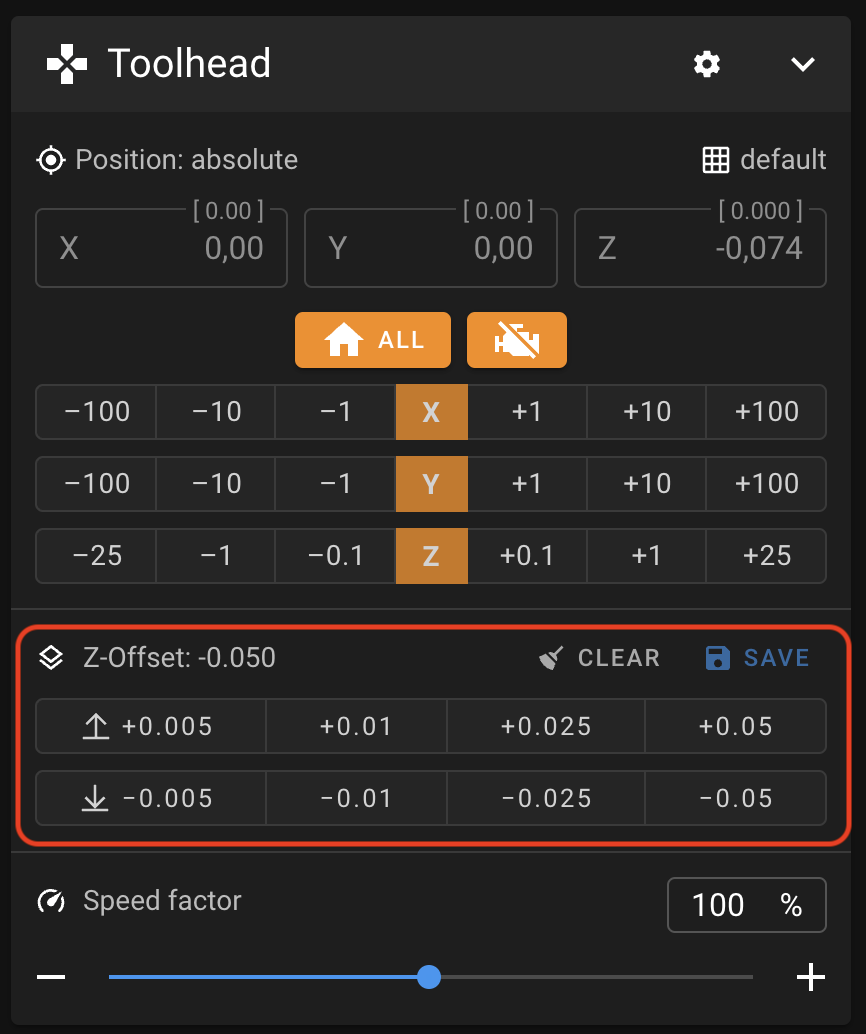 Toolhead
Position: absolute default
[ 0.00 ] [ 0.00 ] [ 0.000 ]
X 0,00 Y 0,00 Z -0,074
ALL
−100 −10 −1 X +1 +10 +100
−100 −10 −1 Y +1 +10 +100
−25 −1 −0.1 Z +0.1 +1 +25
Z-Offset: -0.050 CLEAR SAVE
+0.005 +0.01 +0.025 +0.05
−0.005 −0.01 −0.025 −0.05
Speed factor 100 %